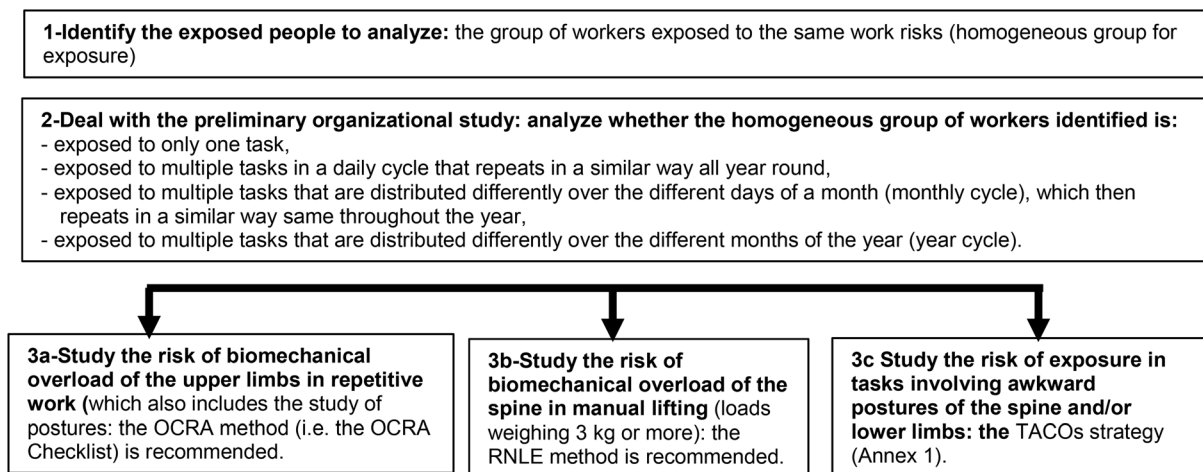 1-Identify the exposed people to analyze: the group of workers exposed to the same work risks (homogeneous group for
exposure)
2-Deal with the preliminary organizational study: analyze whether the homogeneous group of workers identified is:
- exposed to only one task,
- exposed to multiple tasks in a daily cycle that repeats in a similar way all year round,
- exposed to multiple tasks that are distributed differently over the different days of a month (monthly cycle), which then
repeats in a similar way same throughout the year,
- exposed to multiple tasks that are distributed differently over the different months of the year (year cycle).
3a-Study the risk of biomechanical
overload of the upper limbs in repetitive
work (which also includes the study of
postures: the OCRA method (i.e. the OCRA
Checklist) is recommended.
3b-Study the risk of
biomechanical overload of the
spine in manual lifting (loads
weighing 3 kg or more): the
RNLE method is recommended.
3c Study the risk of exposure in
tasks involving awkward
postures of the spine and/or
lower limbs: the TACOs strategy
(Annex 1).